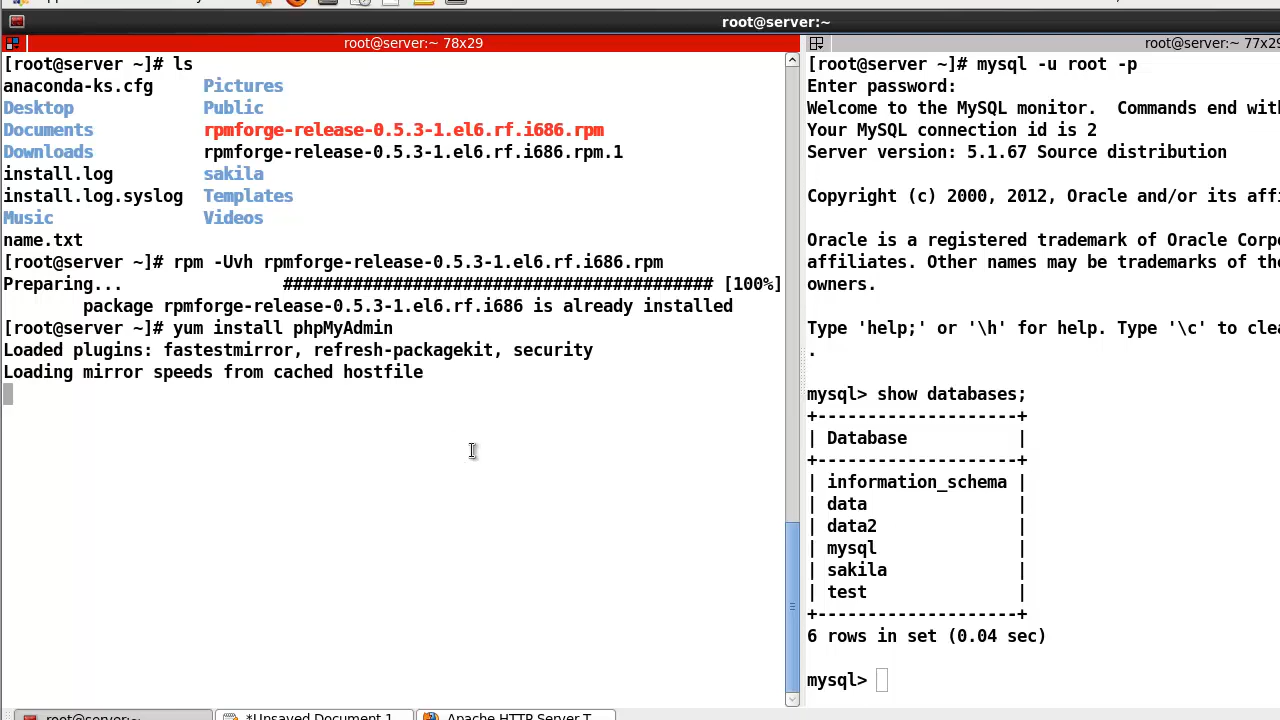 root@server:~
root@server:~ 78x29
[root@server ~]# ls
anaconda-ks.cfg Pictures
Desktop Public
Documents rpmforge-release-0.5.3-1.el6.rf.i686.rpm
Downloads rpmforge-release-0.5.3-1.el6.rf.i686.rpm.1
install.log sakila
install.log.syslog Templates
Music Videos
name.txt
[root@server ~]# rpm -Uvh rpmforge-release-0.5.3-1.el6.rf.i686.rpm
Preparing... ########################################### [100%]
package rpmforge-release-0.5.3-1.el6.rf.i686 is already installed
[root@server ~]# yum install phpMyAdmin
Loaded plugins: fastestmirror, refresh-packagekit, security
Loading mirror speeds from cached hostfile
root@server:~ 77x29
[root@server ~]# mysql -u root -p
Enter password:
Welcome to the MySQL monitor.  Commands end wit
Your MySQL connection id is 2
Server version: 5.1.67 Source distribution
Copyright (c) 2000, 2012, Oracle and/or its affi
Oracle is a registered trademark of Oracle Corp
affiliates. Other names may be trademarks of the
owners.
Type 'help;' or '\h' for help. Type '\c' to cle
.
mysql> show databases;
+--------------------+
| Database           |
+--------------------+
| information_schema |
| data               |
| data2              |
| mysql              |
| sakila             |
| test               |
+--------------------+
6 rows in set (0.04 sec)
mysql>
root@server:~
*Unsaved Document 1
Apache HTTP Server T